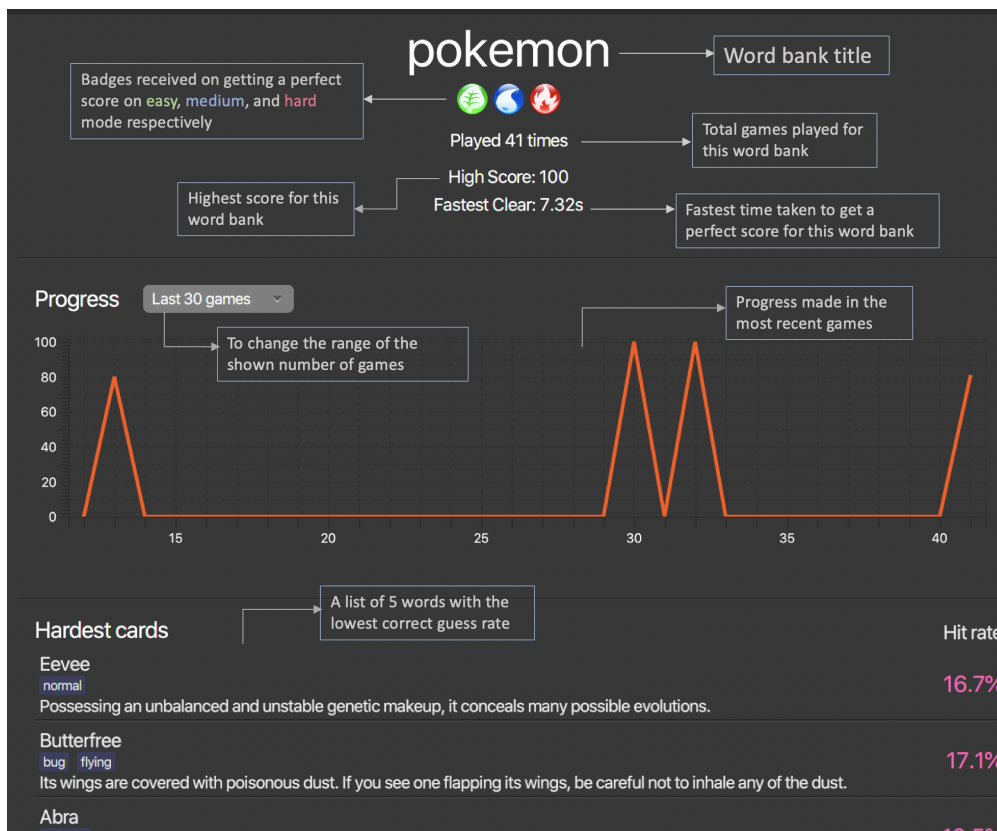 pokemon
Word bank title
Badges received on getting a perfect
score on easy, medium, and hard
mode respectively
Played 41 times
Total games played for
this word bank
High Score: 100
Highest score for this
word bank
Fastest Clear: 7.32s
Fastest time taken to get a
perfect score for this word bank
Progress
Last 30 games
Progress made in the
most recent games
To change the range of the
shown number of games
100
80
60
40
20
0
15
20
25
30
35
40
A list of 5 words with the
lowest correct guess rate
Hardest cards
Hit rate
Eevee
normal
16.7%
Possessing an unbalanced and unstable genetic makeup, it conceals many possible evolutions.
Butterfree
bug flying
17.1%
Its wings are covered with poisonous dust. If you see one flapping its wings, be careful not to inhale any of the dust.
Abra